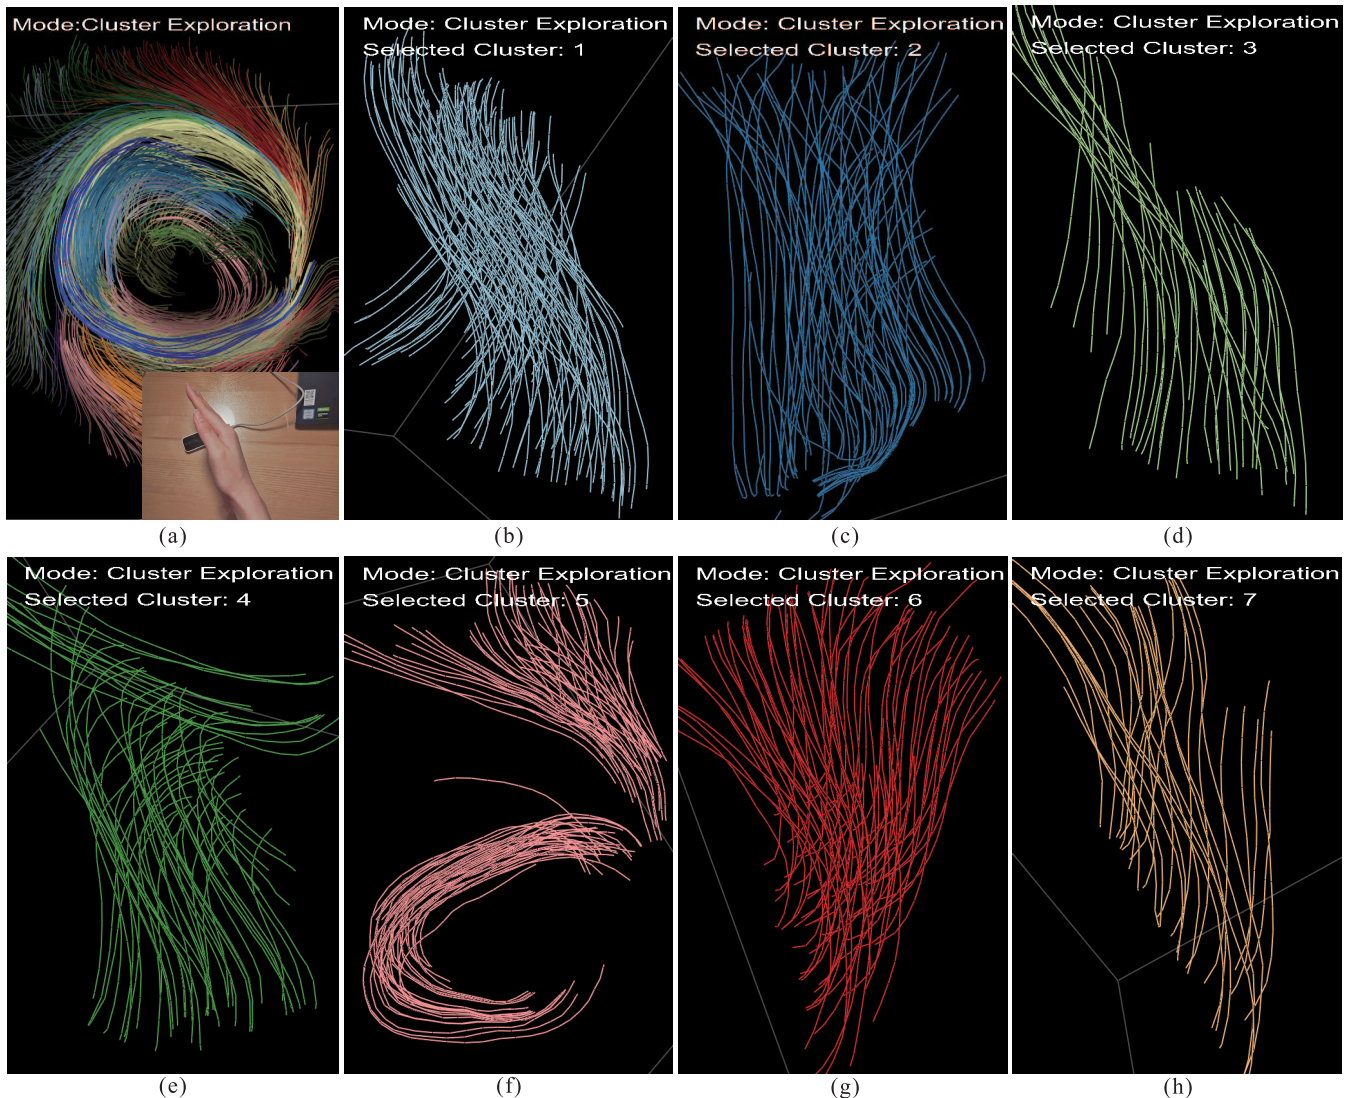 Mode:Cluster Exploration
Mode: Cluster Exploration
Selected Cluster: 1
Mode: Cluster Exploration
Selected Cluster: 2
Mode: Cluster Exploration
Selected Cluster: 3
(a)
(b)
(c)
(d)
Mode: Cluster Exploration
Selected Cluster: 4
Mode: Cluster Exploration
Selected Cluster: 5
Mode: Cluster Exploration
Selected Cluster: 6
Mode: Cluster Exploration
Selected Cluster: 7
(e)
(f)
(g)
(h)